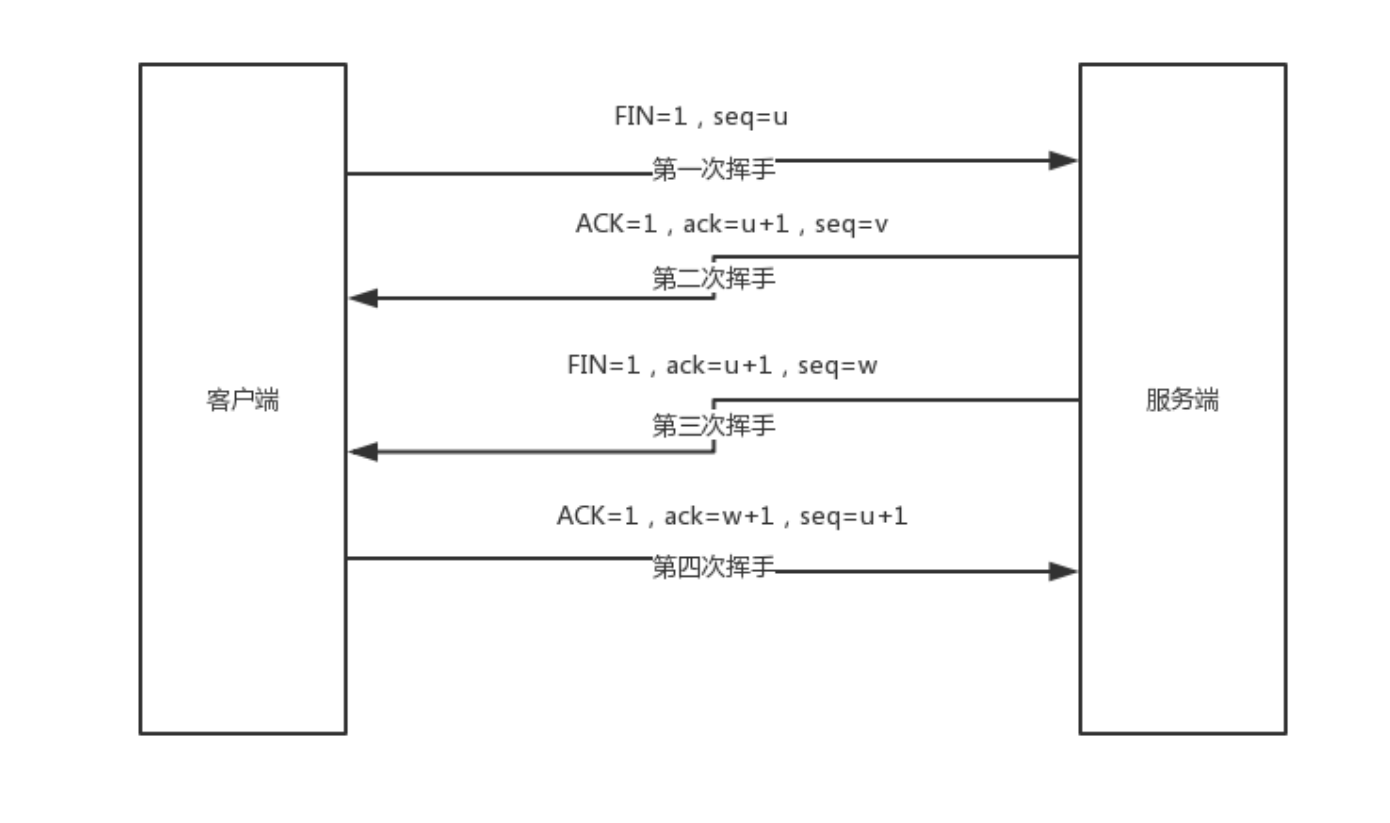 FIN=1，seq=u
第一次挥手
ACK=1，ack=u+1，seq=v
第二次挥手
FIN=1，ack=u+1，seq=w
客户端
服务端
第三次挥手
ACK=1，ack=w+1，seq=u+1
第四次挥手